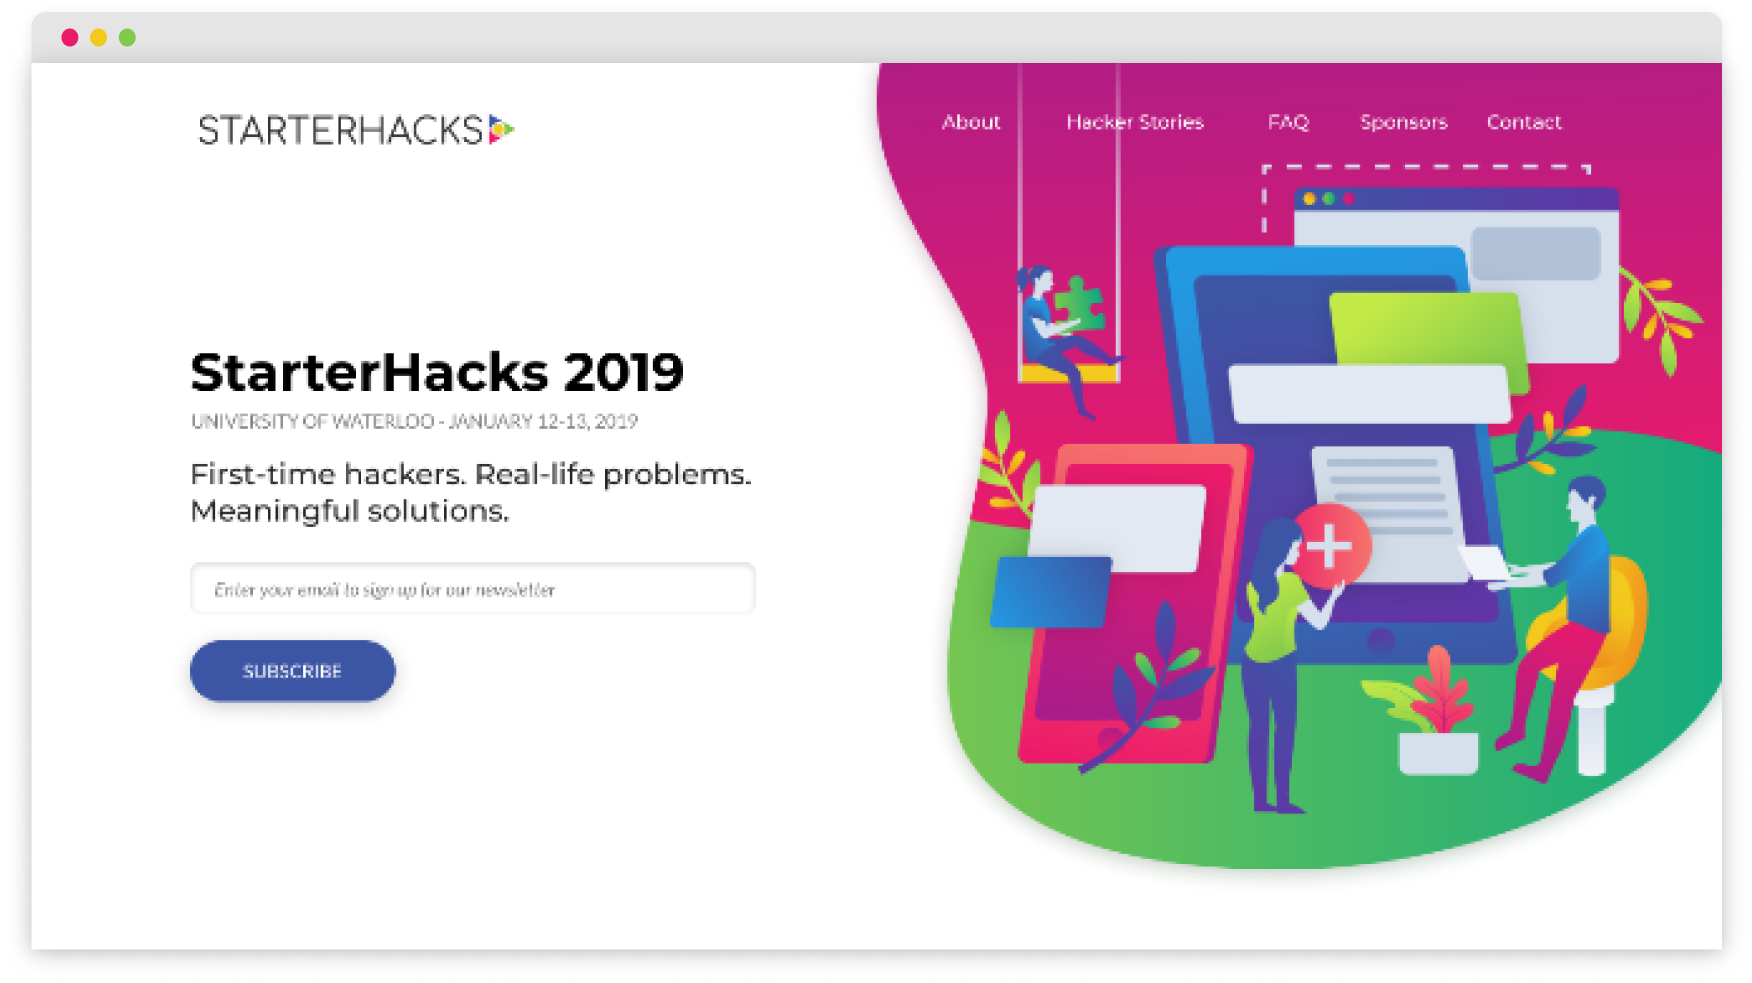 STARTERHACKS
About Hacker Stories FAQ Sponsors Contact
StarterHacks 2019
UNIVERSITY OF WATERLOO - JANUARY 12-13, 2019
First-time hackers. Real-life problems.
Meaningful solutions.
Enter your email to sign up for our newsletter
SUBSCRIBE